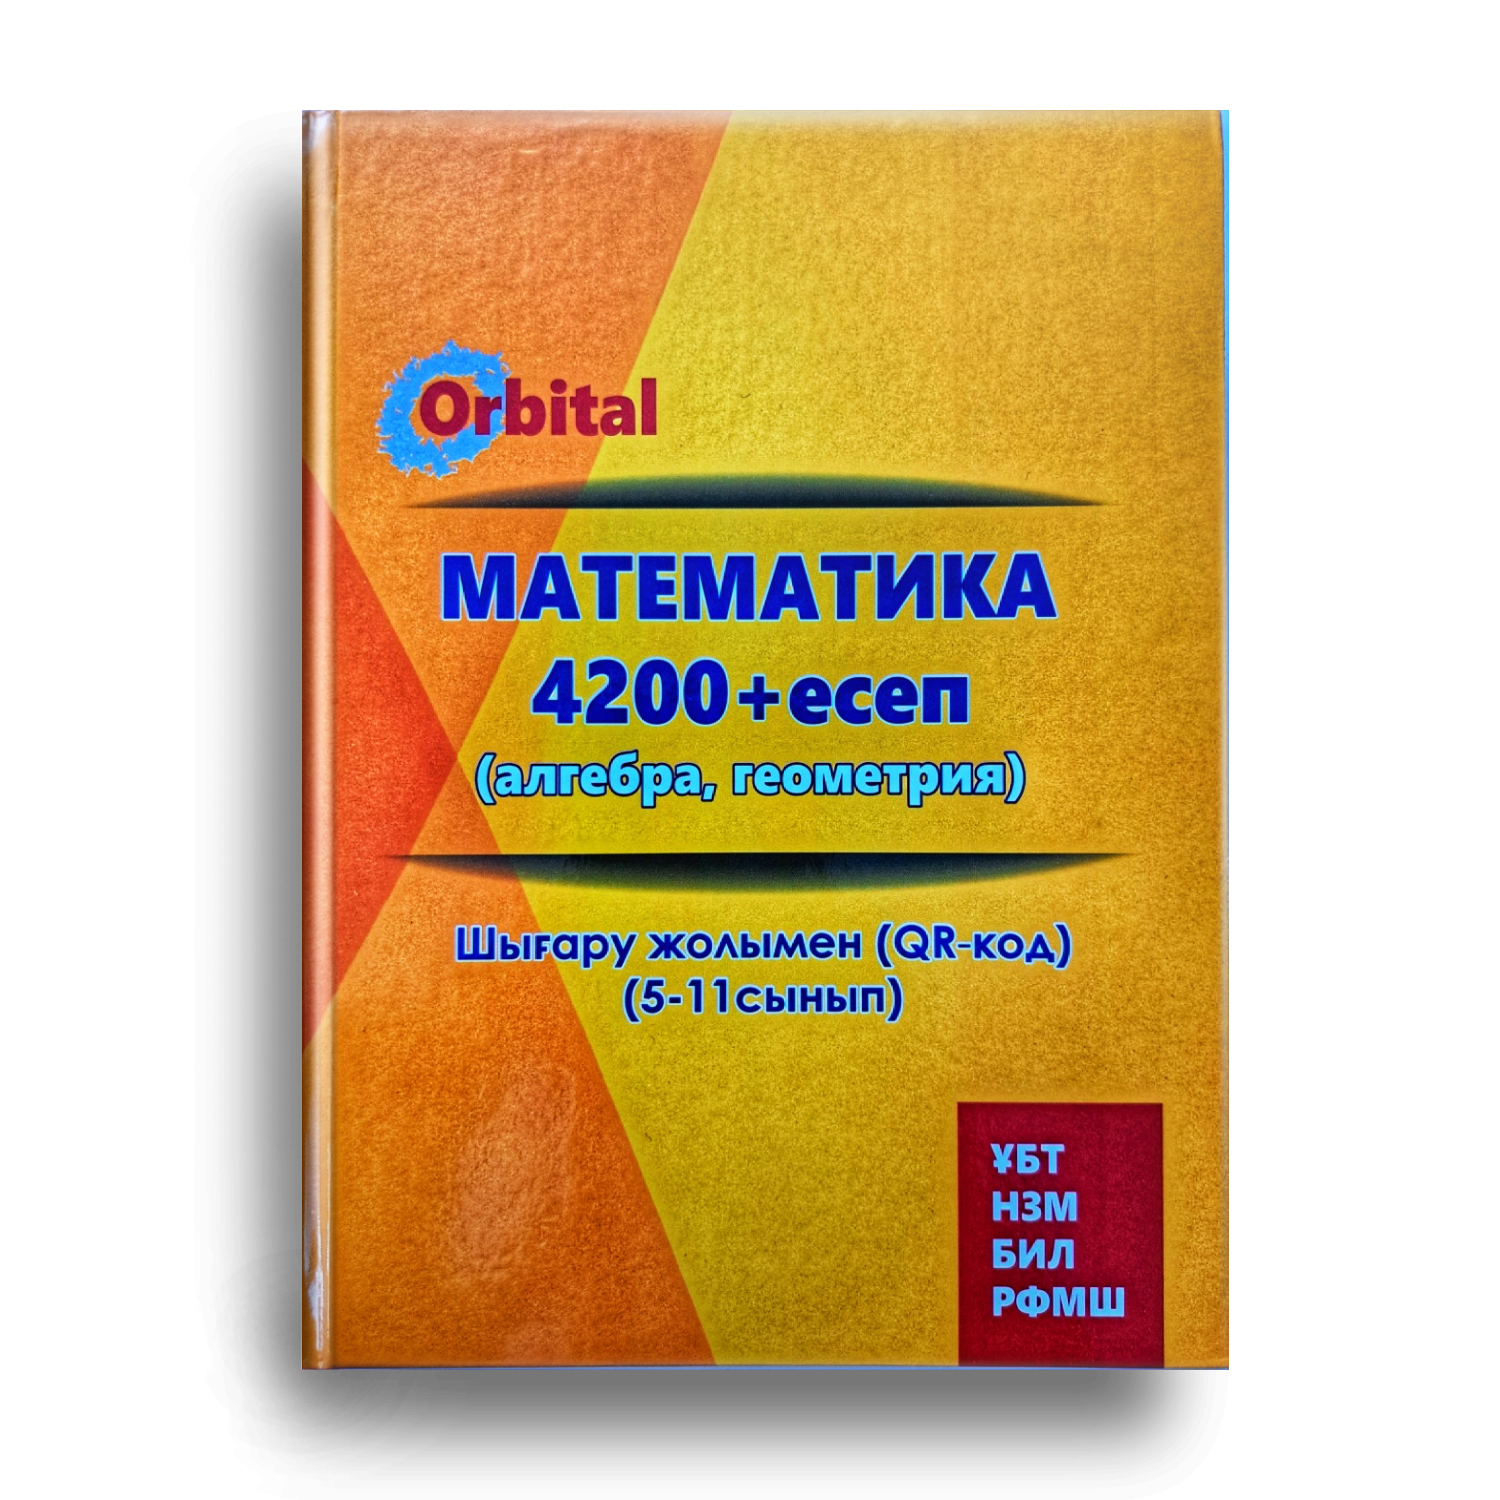 Orbital
МАТЕМАТИКА
4200+есеп
(алгебра, геометрия)
Шығару жолымен (QR-код)
(5-11сынып)
ҰБТ
НЗМ
БИЛ
РФМШ